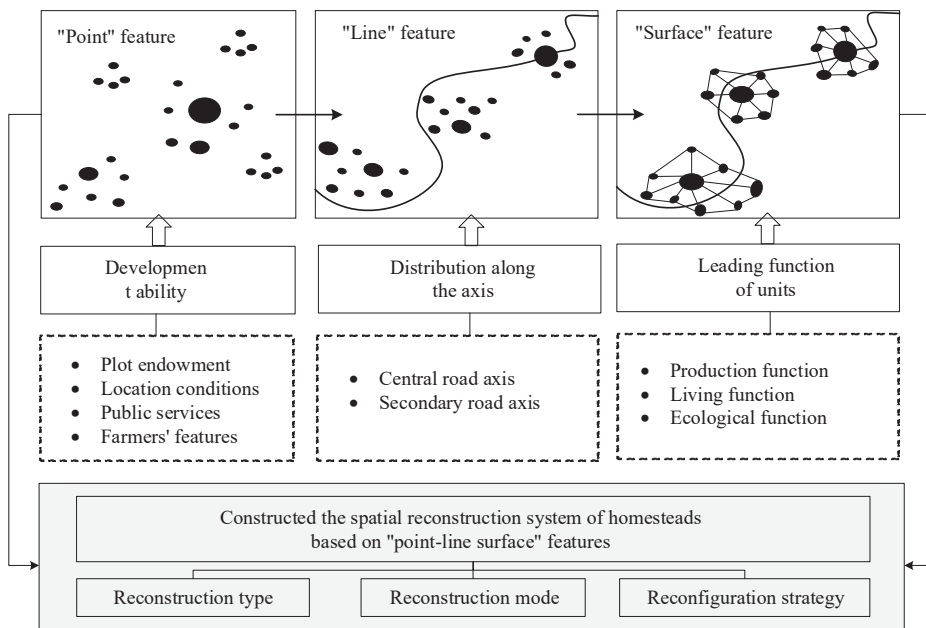 "Point" feature
"Line" feature
"Surface" feature
Developmen
t ability
Distribution along
the axis
Leading function
of units
• Plot endowment
• Location conditions
• Public services
• Farmers' features
• Central road axis
• Secondary road axis
• Production function
• Living function
• Ecological function
Constructed the spatial reconstruction system of homesteads
based on "point-line surface" features
Reconstruction type
Reconstruction mode
Reconfiguration strategy